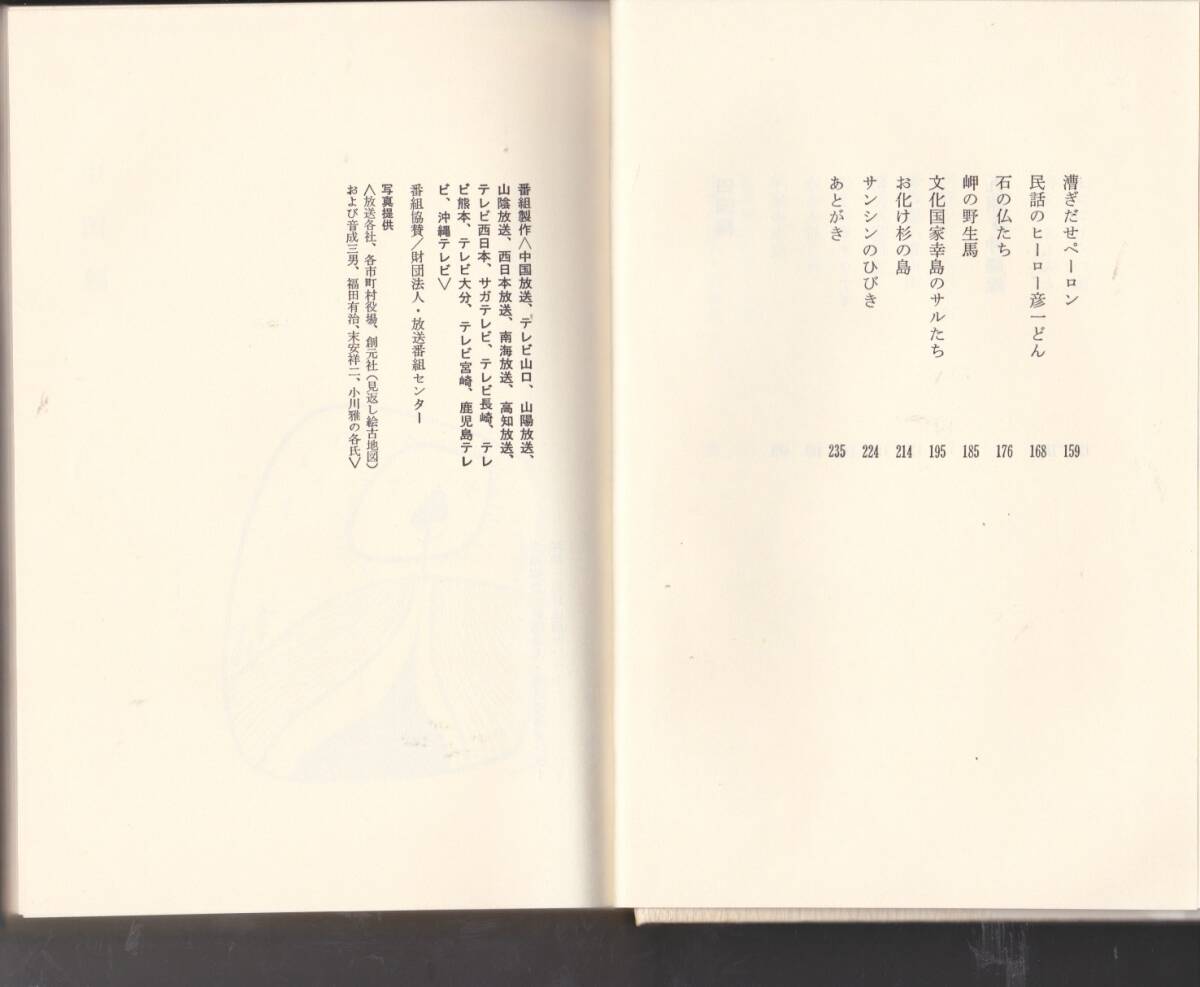 漕ぎだせペーロン 159
民話のヒーロー彦一どん 168
石の仏たち 176
岬の野生馬 185
文化国家幸島のサルたち 195
お化け杉の島 214
サンシンのひびき 224
あとがき 235
番組製作〈中国放送、テレビ山口、山陽放送、
山陰放送、西日本放送、南海放送、高知放送、
テレビ西日本、サガテレビ、テレビ長崎、テレ
ビ熊本、テレビ大分、テレビ宮崎、鹿児島テレ
ビ、沖縄テレビ〉
番組協賛/財団法人・放送番組センター
写真提供
〈放送各社、各市町村役場、創元社(見返し絵古地図)
および音成三男、福田有治、末安祥二、小川雅の各氏〉